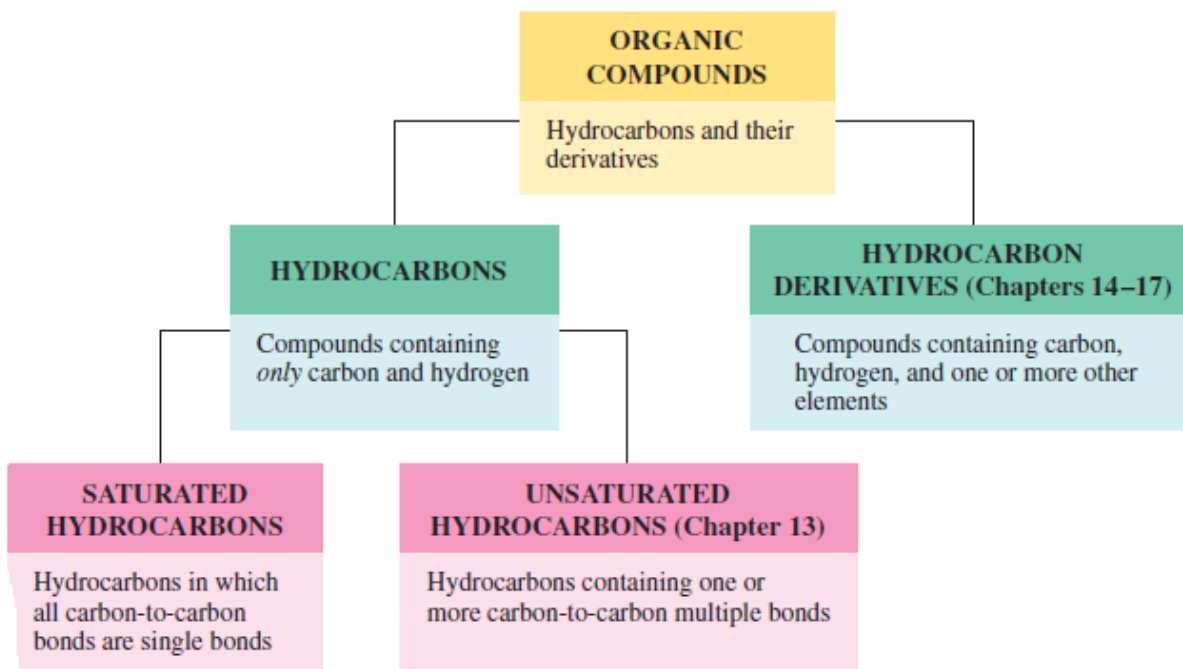 ORGANIC
COMPOUNDS
Hydrocarbons and their
derivatives
HYDROCARBONS
Compounds containing
only carbon and hydrogen
HYDROCARBON
DERIVATIVES (Chapters 14–17)
Compounds containing carbon,
hydrogen, and one or more other
elements
SATURATED
HYDROCARBONS
Hydrocarbons in which
all carbon-to-carbon
bonds are single bonds
UNSATURATED
HYDROCARBONS (Chapter 13)
Hydrocarbons containing one or
more carbon-to-carbon multiple bonds